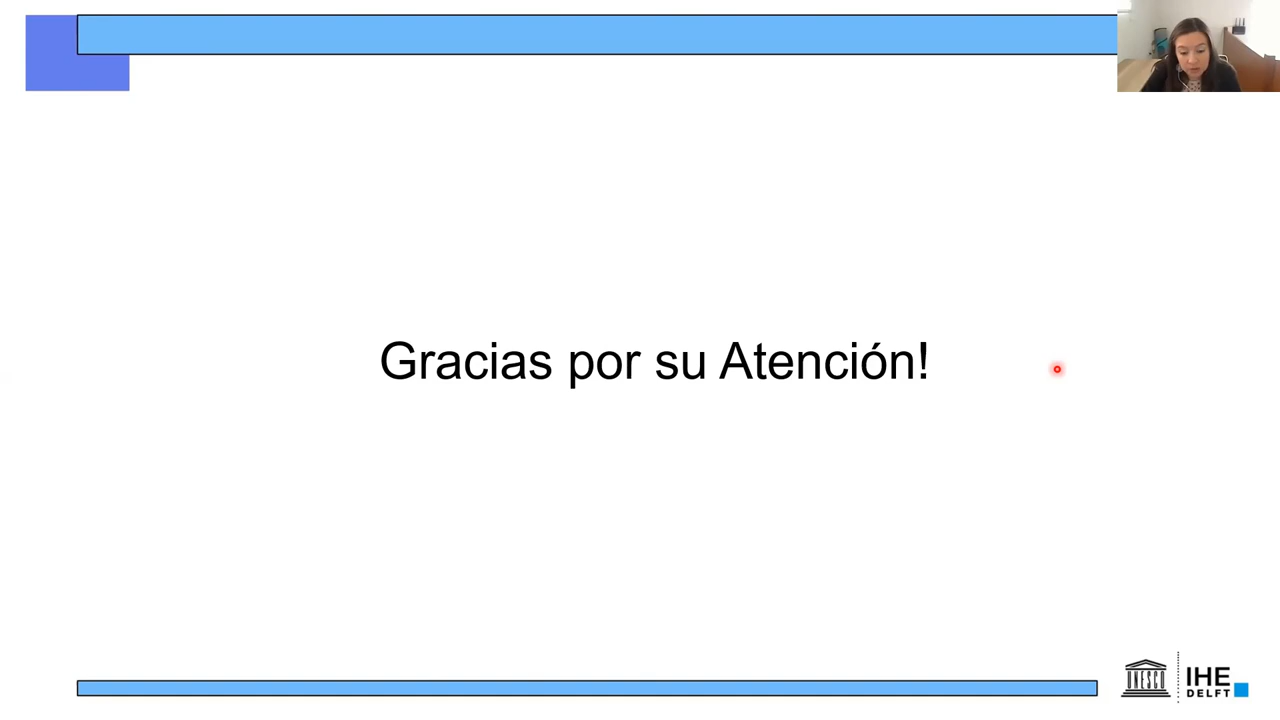 Gracias por su Atención!
UNESCO
IHE
DELFT